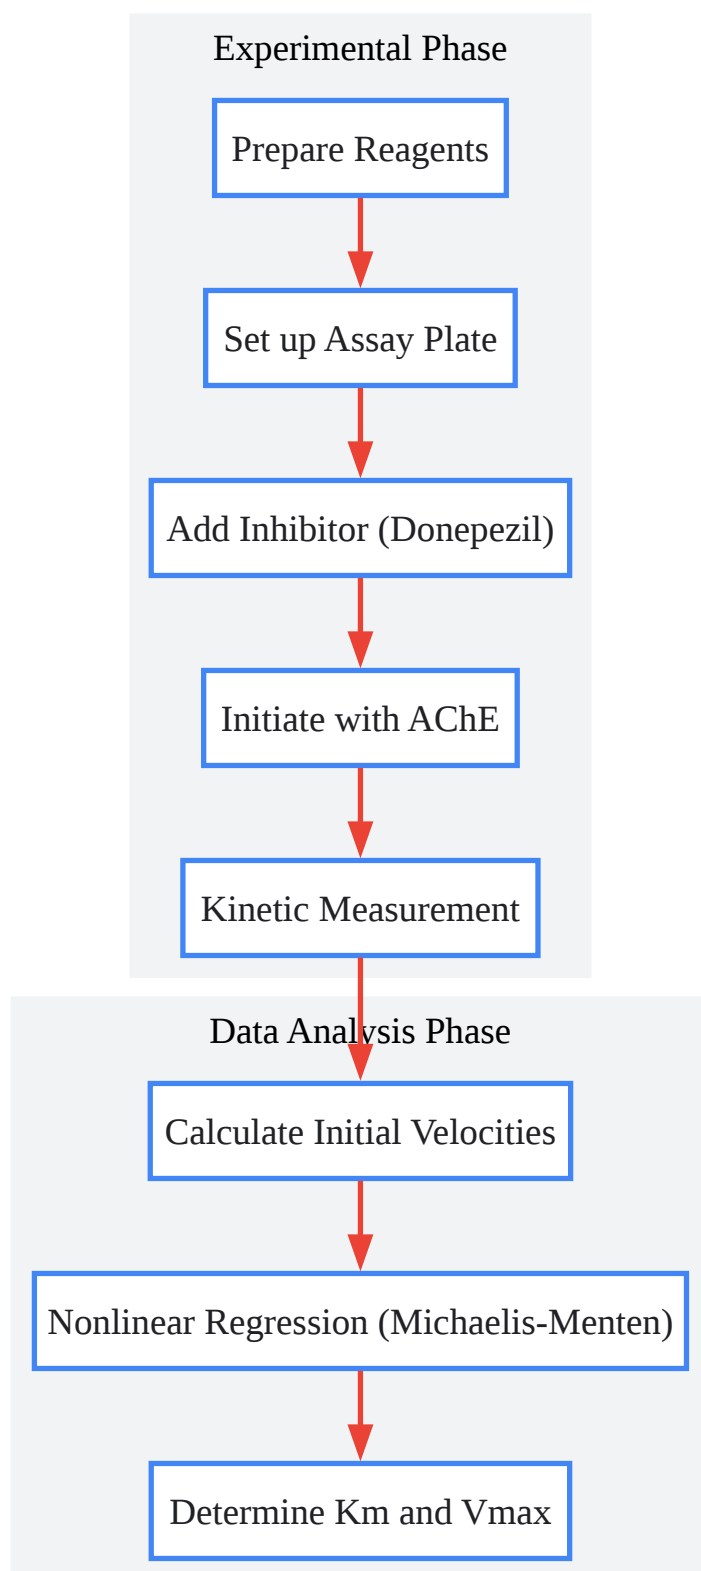 Experimental Phase
Prepare Reagents
Set up Assay Plate
Add Inhibitor (Donepezil)
Initiate with AChE
Kinetic Measurement
Data Analysis Phase
Calculate Initial Velocities
Nonlinear Regression (Michaelis-Menten)
Determine Km and Vmax